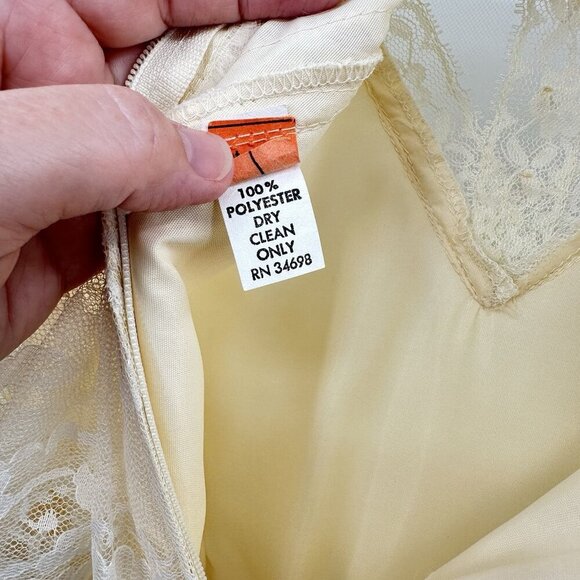 100%
POLYESTER
DRY
CLEAN
ONLY
RN 34698